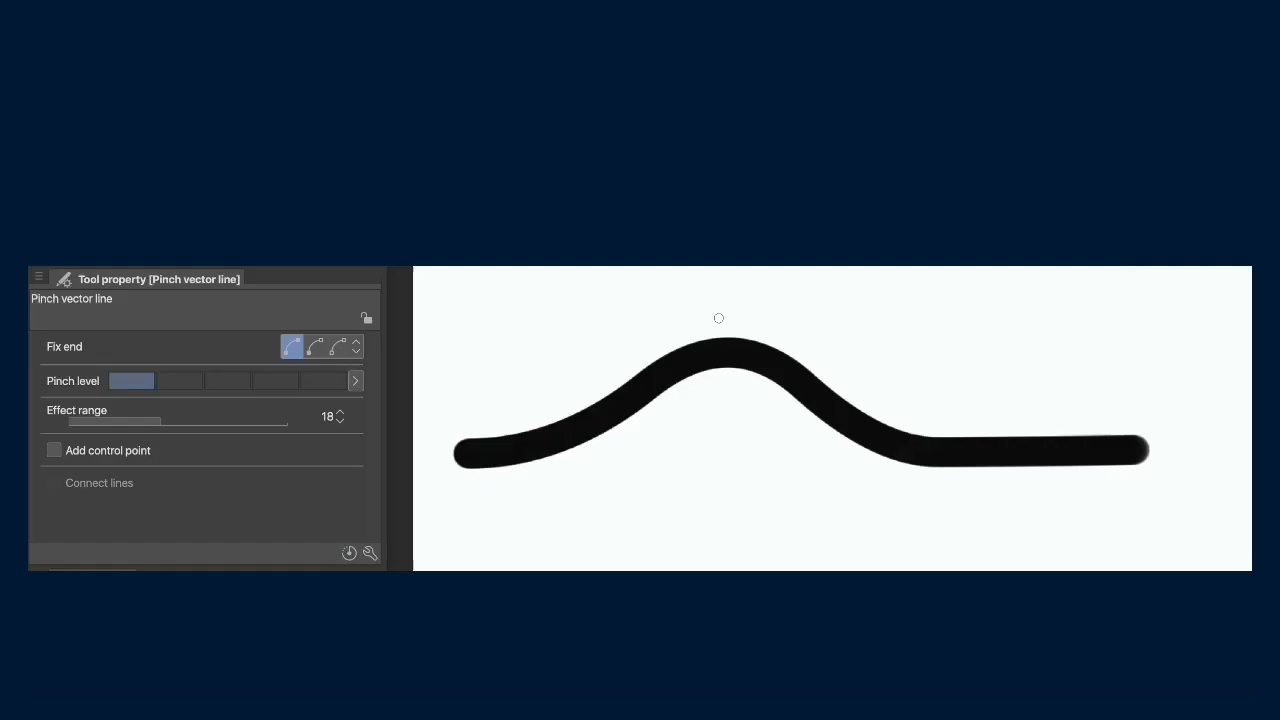 Tool property [Pinch vector line]
Pinch vector line
Fix end
Pinch level
Effect range
18
Add control point
Connect lines